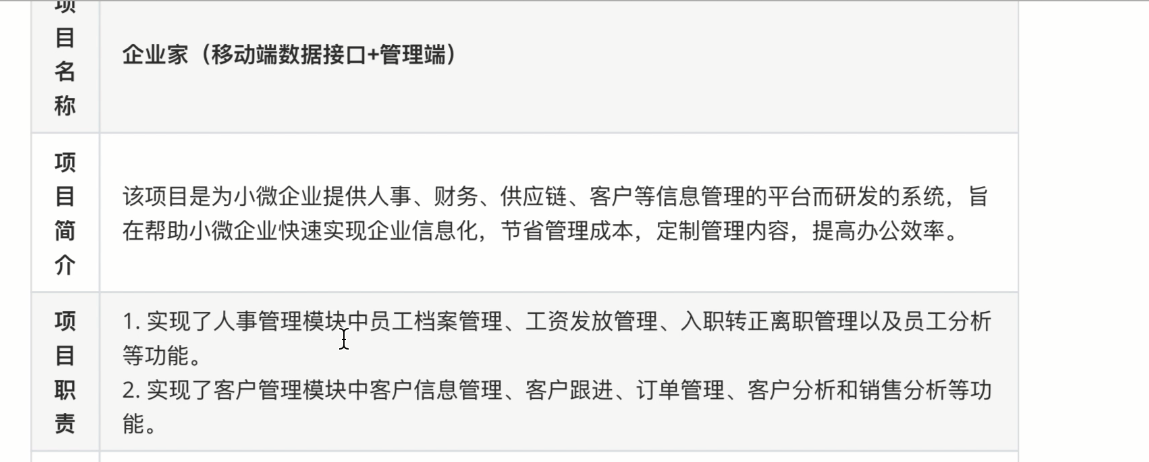 项
目
名
称
企业家（移动端数据接口+管理端）
项
目
简
介
该项目是为小微企业提供人事、财务、供应链、客户等信息管理的平台而研发的系统，旨
在帮助小微企业快速实现企业信息化，节省管理成本，定制管理内容，提高办公效率。
项
目
职
责
1. 实现了人事管理模块中员工档案管理、工资发放管理、入职转正离职管理以及员工分析
等功能。
2. 实现了客户管理模块中客户信息管理、客户跟进、订单管理、客户分析和销售分析等功
能。